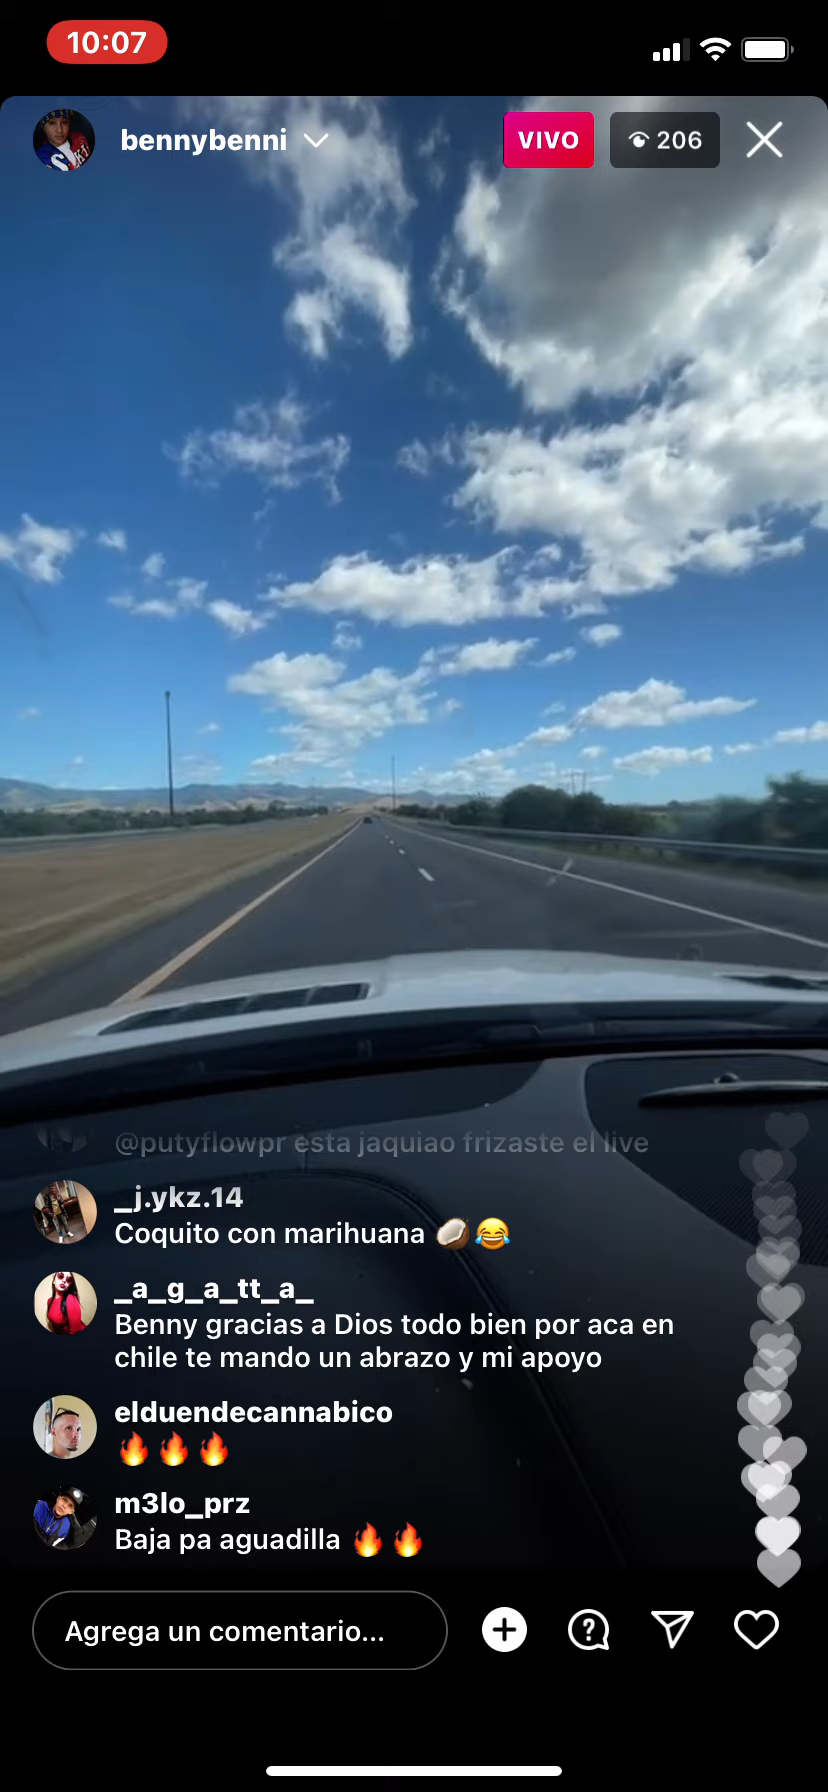 10:07
bennybenni
VIVO
206
@putyflowpr esta jaquiao frizaste el live
_j.ykz.14
Coquito con marihuana 🥥😂
_a_g_a_tt_a_
Benny gracias a Dios todo bien por aca en
chile te mando un abrazo y mi apoyo
elduendecannabico
🔥🔥🔥
m3lo_prz
Baja pa aguadilla 🔥🔥
Agrega un comentario...